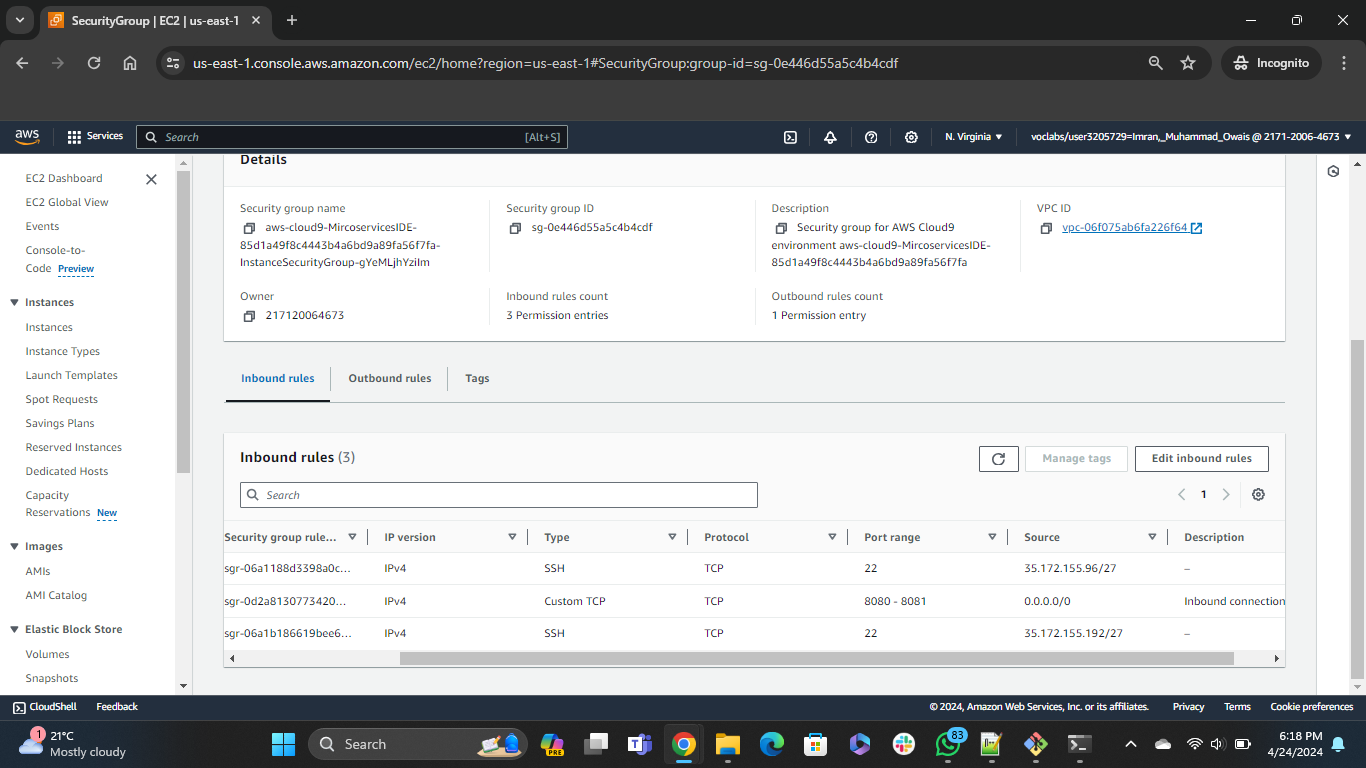 SecurityGroup | EC2 | us-east-1
us-east-1.console.aws.amazon.com/ec2/home?region=us-east-1#SecurityGroup:group-id=sg-0e446d55a5c4b4cdf
Incognito
aws
Services
Search
[Alt+S]
N. Virginia
voclabs/user3205729=Imran,_Muhammad_Owais @ 2171-2006-4673
EC2 Dashboard
EC2 Global View
Events
Console-to-
Code Preview
Instances
Instances
Instance Types
Launch Templates
Spot Requests
Savings Plans
Reserved Instances
Dedicated Hosts
Capacity
Reservations New
Images
AMIs
AMI Catalog
Elastic Block Store
Volumes
Snapshots
Details
Security group name
aws-cloud9-MircoservicesIDE-
85d1a49f8c4443b4a6bd9a89fa56f7fa-
InstanceSecurityGroup-gYeMLjhYziIm
Security group ID
sg-0e446d55a5c4b4cdf
Description
Security group for AWS Cloud9
environment aws-cloud9-MircoservicesIDE-
85d1a49f8c4443b4a6bd9a89fa56f7fa
VPC ID
vpc-06f075ab6fa226f64
Owner
217120064673
Inbound rules count
3 Permission entries
Outbound rules count
1 Permission entry
Inbound rules
Outbound rules
Tags
Inbound rules (3)
Manage tags
Edit inbound rules
Search
1
Security group rule... IP version Type Protocol Port range Source Description
sgr-06a1188d3398a0c... IPv4 SSH TCP 22 35.172.155.96/27 –
sgr-0d2a8130773420... IPv4 Custom TCP TCP 8080 - 8081 0.0.0.0/0 Inbound connection
sgr-06a1b186619bee6... IPv4 SSH TCP 22 35.172.155.192/27 –
CloudShell
Feedback
© 2024, Amazon Web Services, Inc. or its affiliates.
Privacy
Terms
Cookie preferences
1
21°C
Mostly cloudy
Search
PRE
83
6:18 PM
4/24/2024